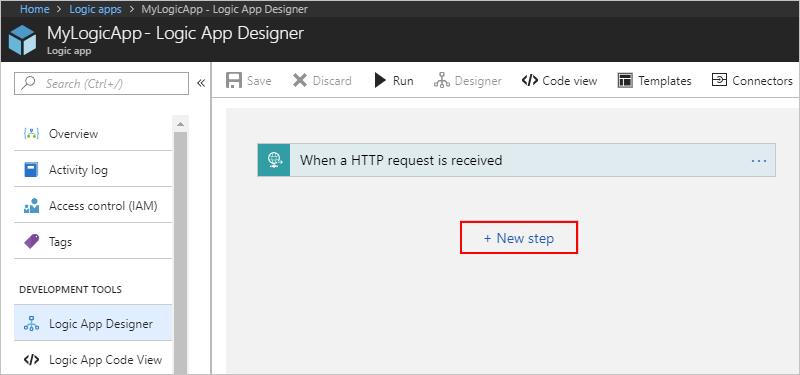 Home > Logic apps > MyLogicApp - Logic App Designer
MyLogicApp - Logic App Designer
Logic app
Search (Ctrl+/)
«
Overview
Activity log
Access control (IAM)
Tags
DEVELOPMENT TOOLS
Logic App Designer
Logic App Code View
Save Discard Run Designer Code view Templates Connectors
When a HTTP request is received ...
+ New step